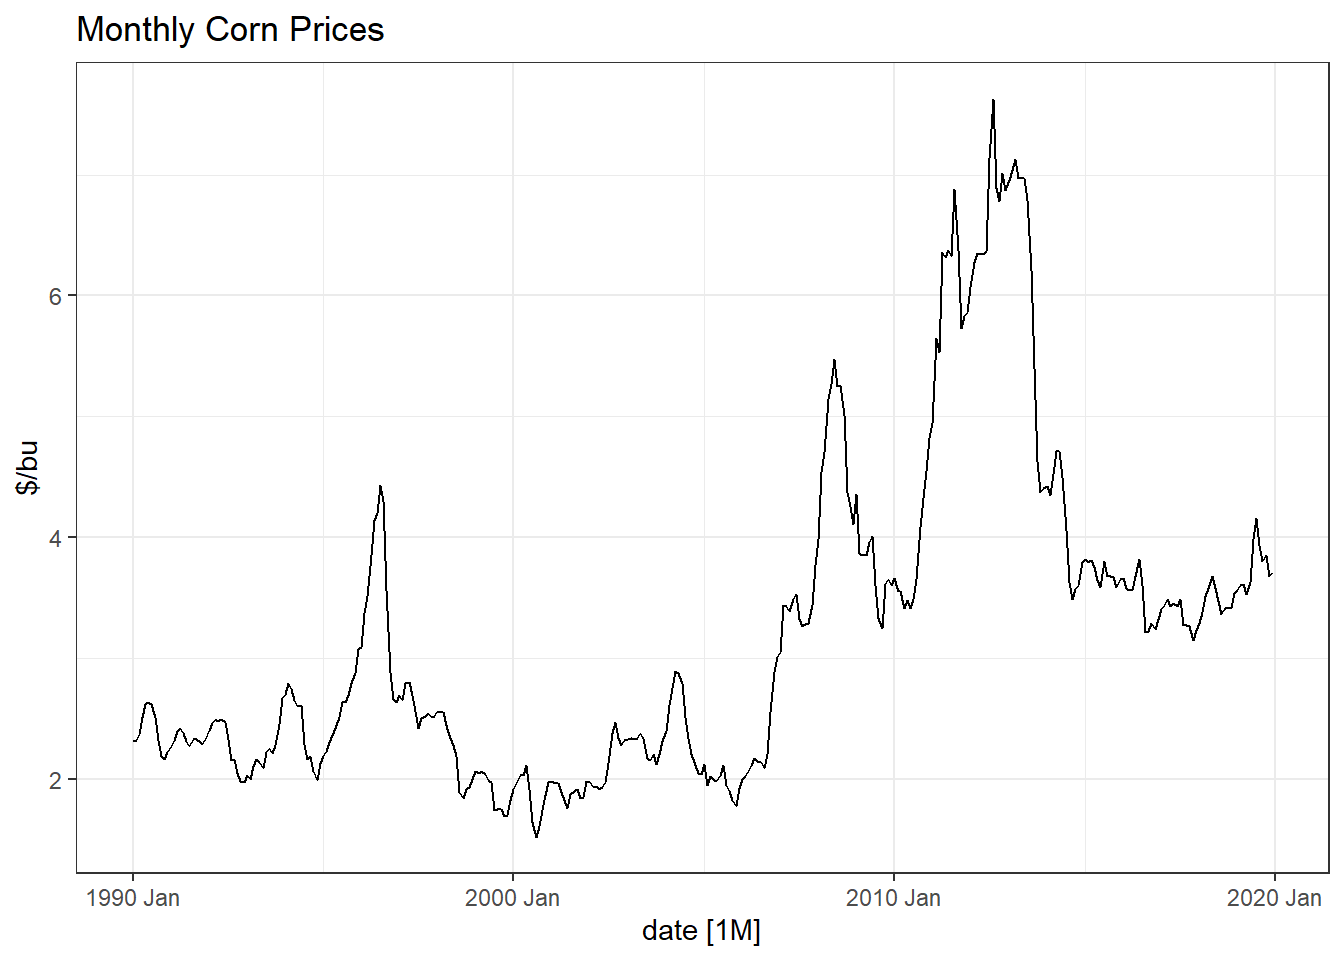 Monthly Corn Prices
$/bu
6
4
2
1990 Jan
2000 Jan
2010 Jan
2020 Jan
date [1M]